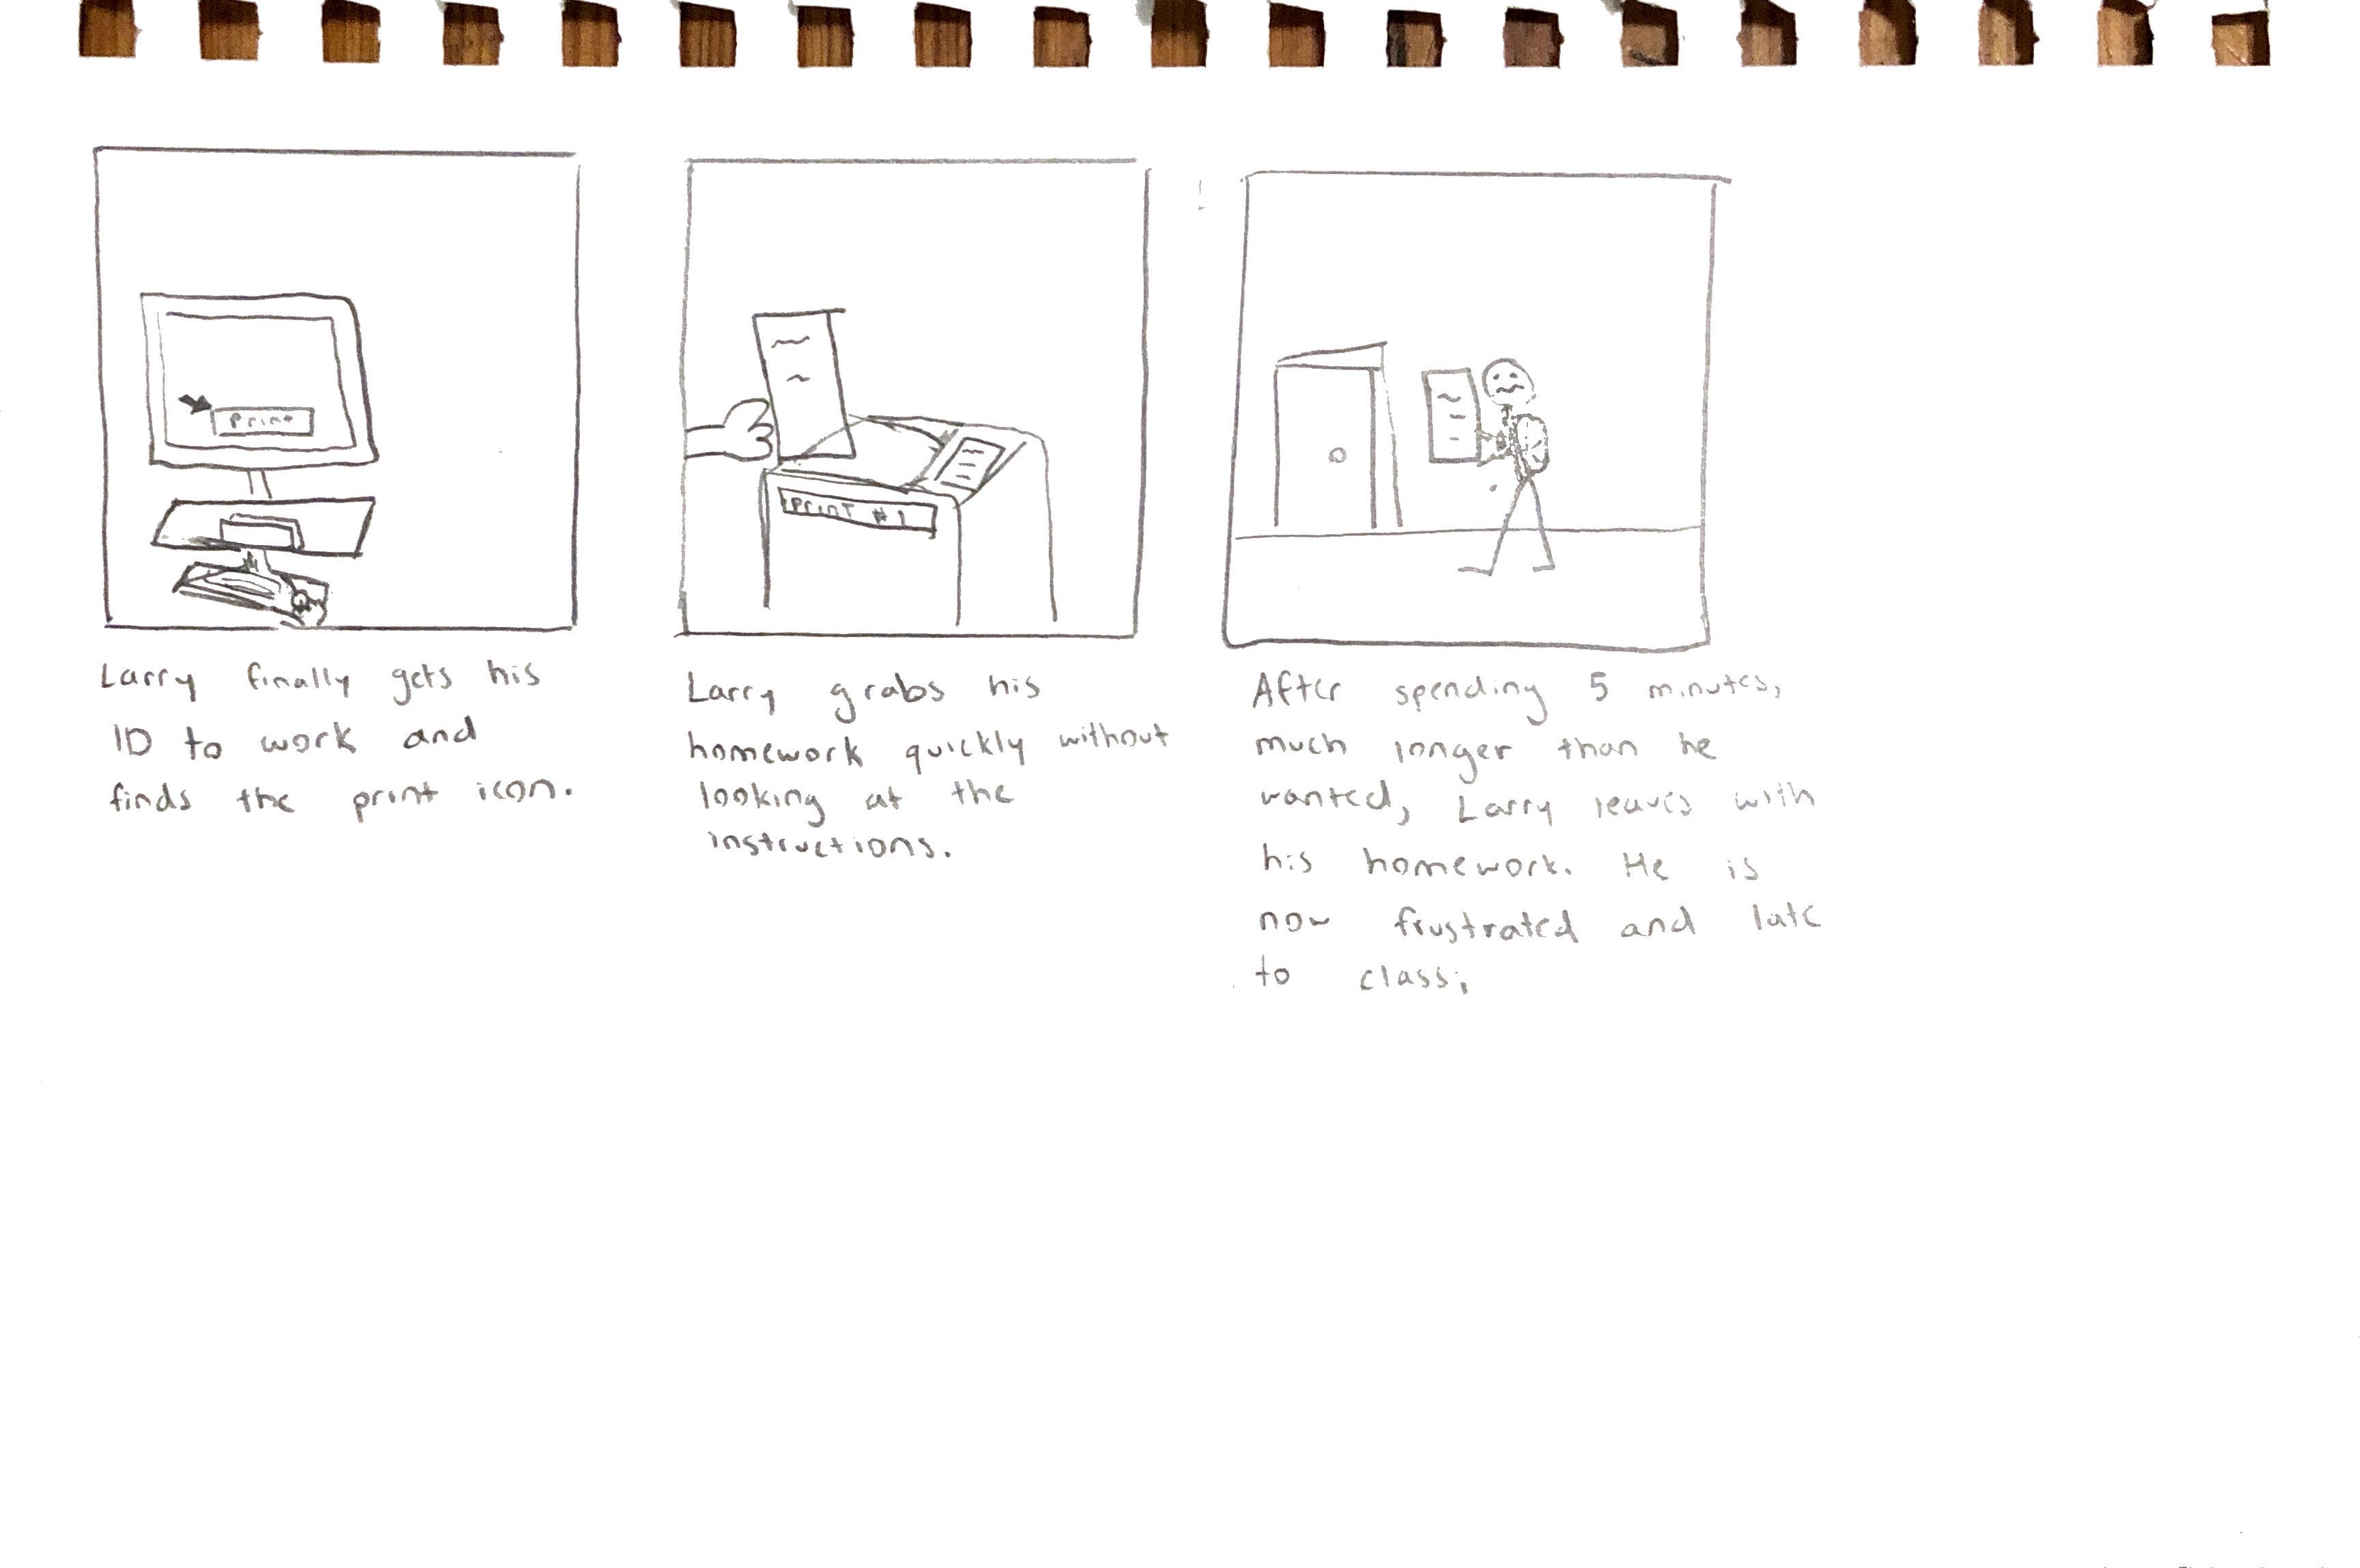 Print
Larry finally gets his
ID to work and
finds the print icon.
Print #1
Larry grabs his
homework quickly without
looking at the
instructions.
After spending 5 minutes,
much longer than he
wanted, Larry leaves with
his homework. He is
now frustrated and late
to class;